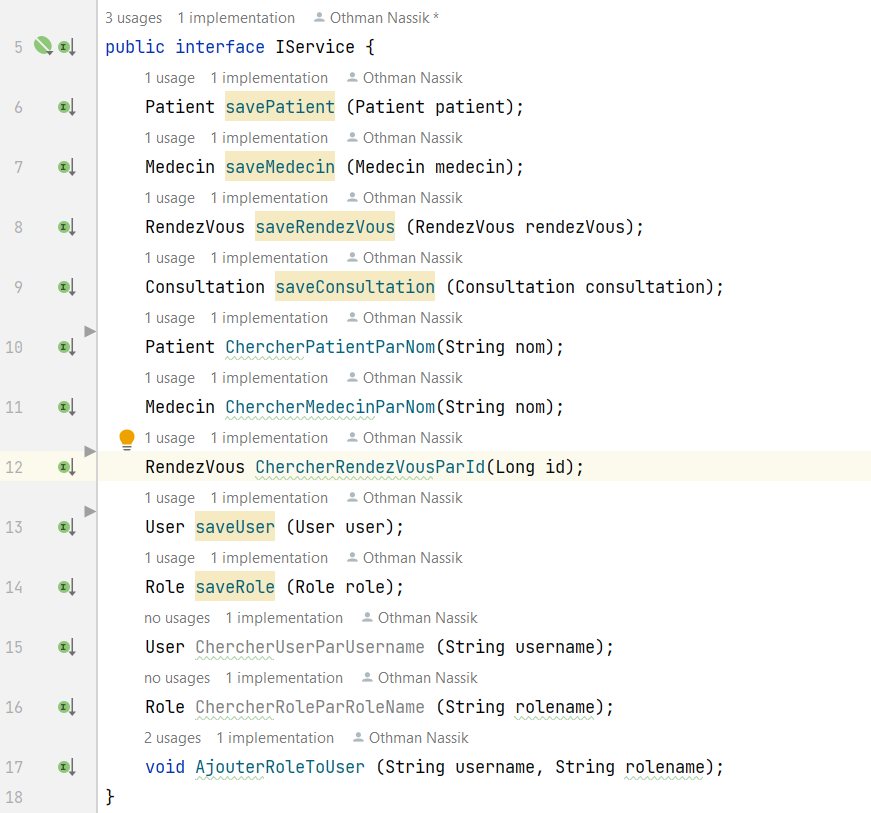 3 usages 1 implementation Othman Nassik *
5 public interface IService {
1 usage 1 implementation Othman Nassik
6 Patient savePatient (Patient patient);
1 usage 1 implementation Othman Nassik
7 Medecin saveMedecin (Medecin medecin);
1 usage 1 implementation Othman Nassik
8 RendezVous saveRendezVous (RendezVous rendezVous);
1 usage 1 implementation Othman Nassik
9 Consultation saveConsultation (Consultation consultation);
1 usage 1 implementation Othman Nassik
10 Patient ChercherPatientParNom(String nom);
1 usage 1 implementation Othman Nassik
11 Medecin ChercherMedecinParNom(String nom);
1 usage 1 implementation Othman Nassik
12 RendezVous ChercherRendezVousParId(Long id);
1 usage 1 implementation Othman Nassik
13 User saveUser (User user);
1 usage 1 implementation Othman Nassik
14 Role saveRole (Role role);
no usages 1 implementation Othman Nassik
15 User ChercherUserParUsername (String username);
no usages 1 implementation Othman Nassik
16 Role ChercherRoleParRoleName (String rolename);
2 usages 1 implementation Othman Nassik
17 void AjouterRoleToUser (String username, String rolename);
18 }